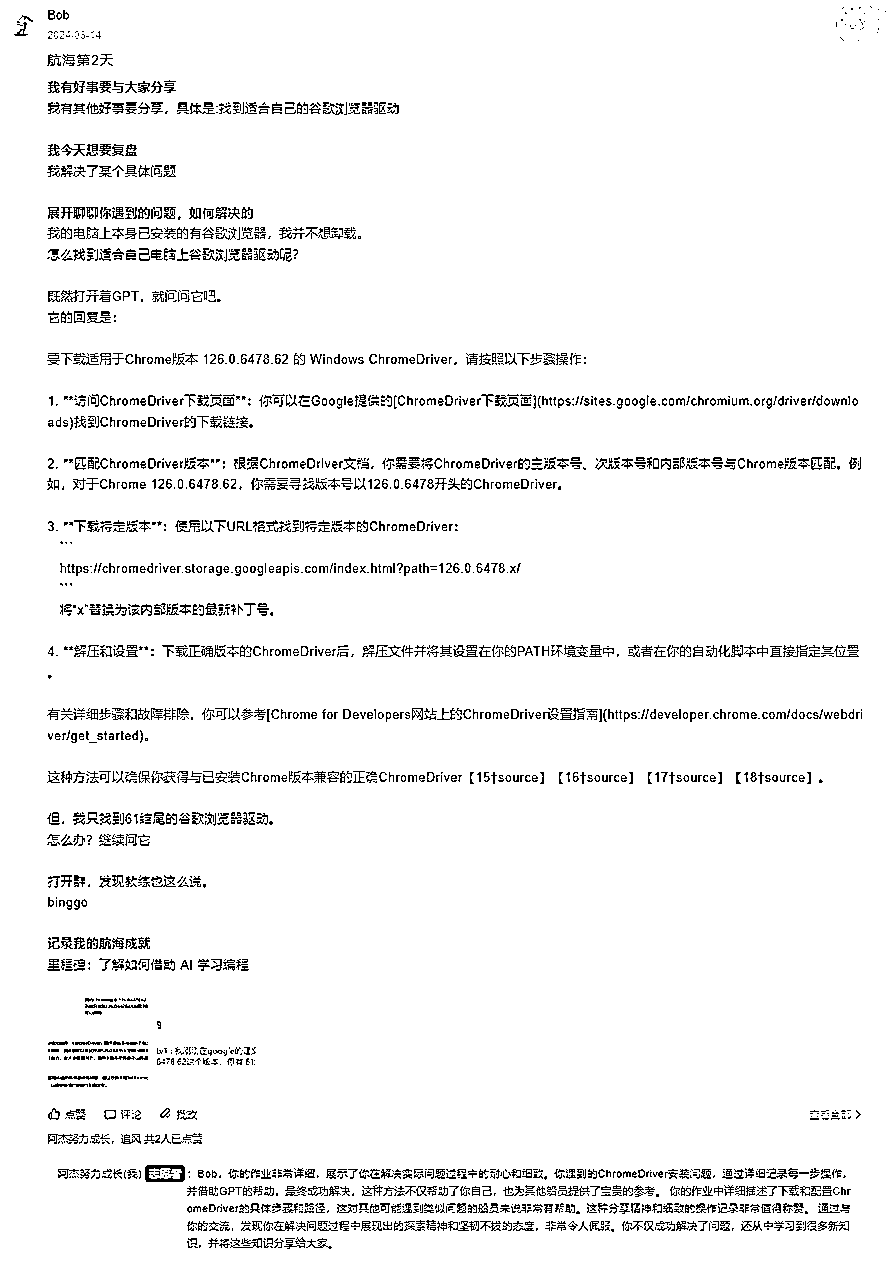 Bob
航海第2天
我有好事要与大家分享
我有其他好事要分享，具体是:找到适合自己的谷歌浏览器驱动
我今天想要复盘
我解决了某个具体问题
展开聊聊你遇到的问题，如何解决的
我的电脑上本身已安装的有谷歌浏览器，我并不想卸载。
怎么找到适合自己电脑上谷歌浏览器驱动呢?
既然打开着GPT，就问问它吧。
它的回复是：
要下载适用于Chrome版本 126.0.6478.62 的 Windows ChromeDriver，请按照以下步骤操作：
1. **访问ChromeDriver下载页面**：你可以在Google提供的[ChromeDriver下载页面](https://sites.google.com/chromium.org/driver/downlo
ads)找到ChromeDriver的下载链接。
2. **匹配ChromeDriver版本**：根据ChromeDriver文档，你需要将ChromeDriver的主版本号、次版本号和内部版本号与Chrome版本匹配。例
如，对于Chrome 126.0.6478.62，你需要寻找版本号以126.0.6478开头的ChromeDriver。
3. **下载特定版本**：使用以下URL格式找到特定版本的ChromeDriver：
```
https://chromedriver.storage.googleapis.com/index.html?path=126.0.6478.x/
```
将"x"替换为该内部版本的最新补丁号。
4. **解压和设置**：下载正确版本的ChromeDriver后，解压文件并将其设置在你的PATH环境变量中，或者在你的自动化脚本中直接指定其位置
。
有关详细步骤和故障排除，你可以参考[Chrome for Developers网站上的ChromeDriver设置指南](https://developer.chrome.com/docs/webdri
ver/get_started)。
这种方法可以确保你获得与已安装Chrome版本兼容的正确ChromeDriver【15†source】【16†source】【17†source】【18†source】。
但，我只找到61结尾的谷歌浏览器驱动。
怎么办？继续问它
打开群，发现教练也这么说。
binggo
记录我的航海成就
里程碑：了解如何借助 AI 学习编程
点赞 评论 批改 查看全部
阿杰努力成长，追风 共2人已点赞
阿杰努力成长(我) 志愿者：Bob，你的作业非常详细，展示了你在解决实际问题过程中的耐心和细致。你遇到的ChromeDriver安装问题，通过详细记录每一步操作，
并借助GPT的帮助，最终成功解决，这种方法不仅帮助了你自己，也为其他船员提供了宝贵的参考。 你的作业中详细描述了下载和配置Chr
omeDriver的具体步骤和路径，这对其他可能遇到类似问题的船员来说非常有帮助。这种分享精神和细致的操作记录非常值得称赞。 通过与
你的交流，发现你在解决问题过程中展现出的探索精神和坚韧不拔的态度，非常令人佩服。你不仅成功解决了问题，还从中学习到很多新知
识，并将这些知识分享给大家。